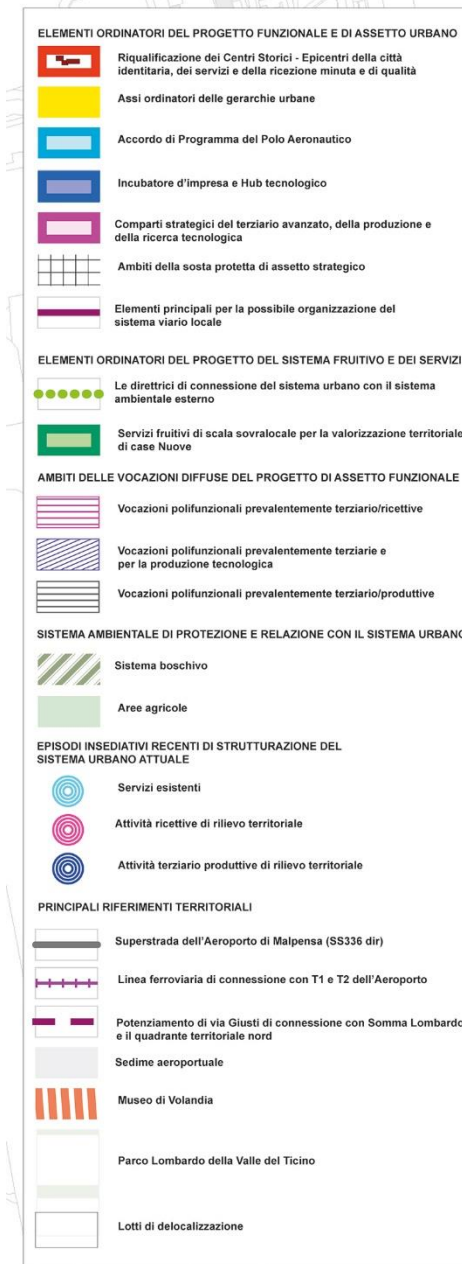 ELEMENTI ORDINATORI DEL PROGETTO FUNZIONALE E DI ASSETTO URBANO
Riqualificazione dei Centri Storici - Epicentri della città
identitaria, dei servizi e della ricezione minuta e di qualità
Assi ordinatori delle gerarchie urbane
Accordo di Programma del Polo Aeronautico
Incubatore d'impresa e Hub tecnologico
Comparti strategici del terziario avanzato, della produzione e
della ricerca tecnologica
Ambiti della sosta protetta di assetto strategico
Elementi principali per la possibile organizzazione del
sistema viario locale
ELEMENTI ORDINATORI DEL PROGETTO DEL SISTEMA FRUITIVO E DEI SERVIZI
Le direttrici di connessione del sistema urbano con il sistema
ambientale esterno
Servizi fruitivi di scala sovralocale per la valorizzazione territoriale
di case Nuove
AMBITI DELLE VOCAZIONI DIFFUSE DEL PROGETTO DI ASSETTO FUNZIONALE
Vocazioni polifunzionali prevalentemente terziario/ricettive
Vocazioni polifunzionali prevalentemente terziarie e
per la produzione tecnologica
Vocazioni polifunzionali prevalentemente terziario/produttive
SISTEMA AMBIENTALE DI PROTEZIONE E RELAZIONE CON IL SISTEMA URBANO
Sistema boschivo
Aree agricole
EPISODI INSEDIATIVI RECENTI DI STRUTTURAZIONE DEL
SISTEMA URBANO ATTUALE
Servizi esistenti
Attività ricettive di rilievo territoriale
Attività terziario produttive di rilievo territoriale
PRINCIPALI RIFERIMENTI TERRITORIALI
Superstrada dell'Aeroporto di Malpensa (SS336 dir)
Linea ferroviaria di connessione con T1 e T2 dell'Aeroporto
Potenziamento di via Giusti di connessione con Somma Lombardo
e il quadrante territoriale nord
Sedime aeroportuale
Museo di Volandia
Parco Lombardo della Valle del Ticino
Lotti di delocalizzazione